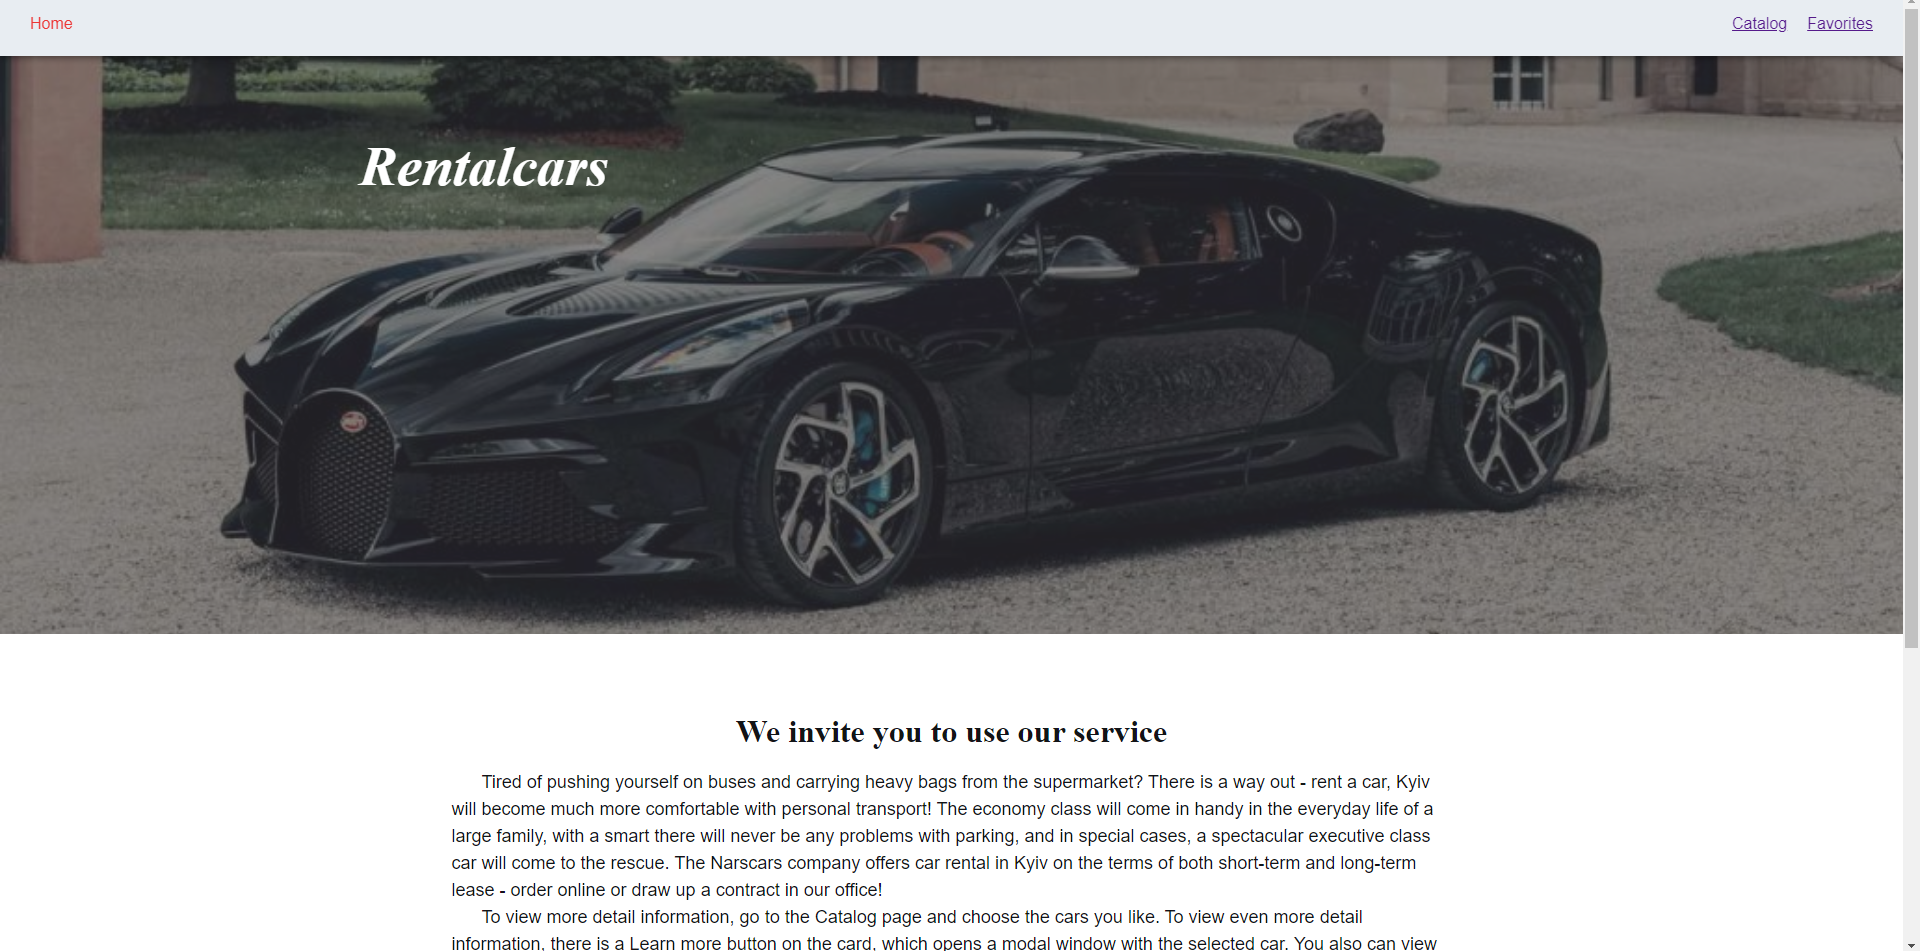 Home
Catalog
Favorites
Rentalcars
We invite you to use our service
Tired of pushing yourself on buses and carrying heavy bags from the supermarket? There is a way out - rent a car, Kyiv
will become much more comfortable with personal transport! The economy class will come in handy in the everyday life of a
large family, with a smart there will never be any problems with parking, and in special cases, a spectacular executive class
car will come to the rescue. The Narscars company offers car rental in Kyiv on the terms of both short-term and long-term
lease - order online or draw up a contract in our office!
To view more detail information, go to the Catalog page and choose the cars you like. To view even more detail
information, there is a Learn more button on the card, which opens a modal window with the selected car. You also can view